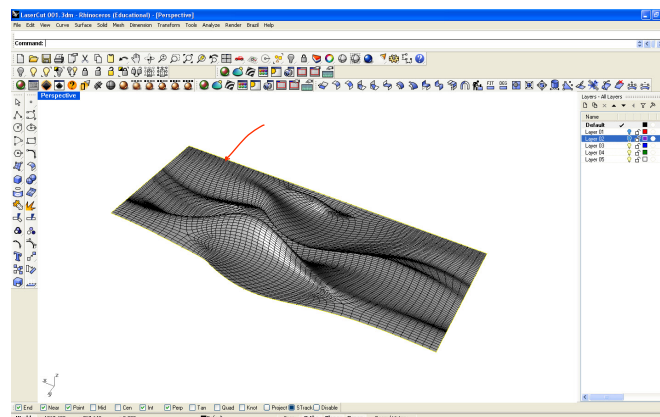 LaserCut 001.3dm - Rhinoceros (Educational) - [Perspective]
File Edit View Curve Surface Solid Mesh Dimension Transform Tools Analyze Render Brazil Help
Command:
Perspective
Layers - All Layers
Name
Default
Layer 01
Layer 02
Layer 03
Layer 04
Layer 05
z
End Near Point Mid Cen Int Perp Tan Quad Knot Project STrack Disable